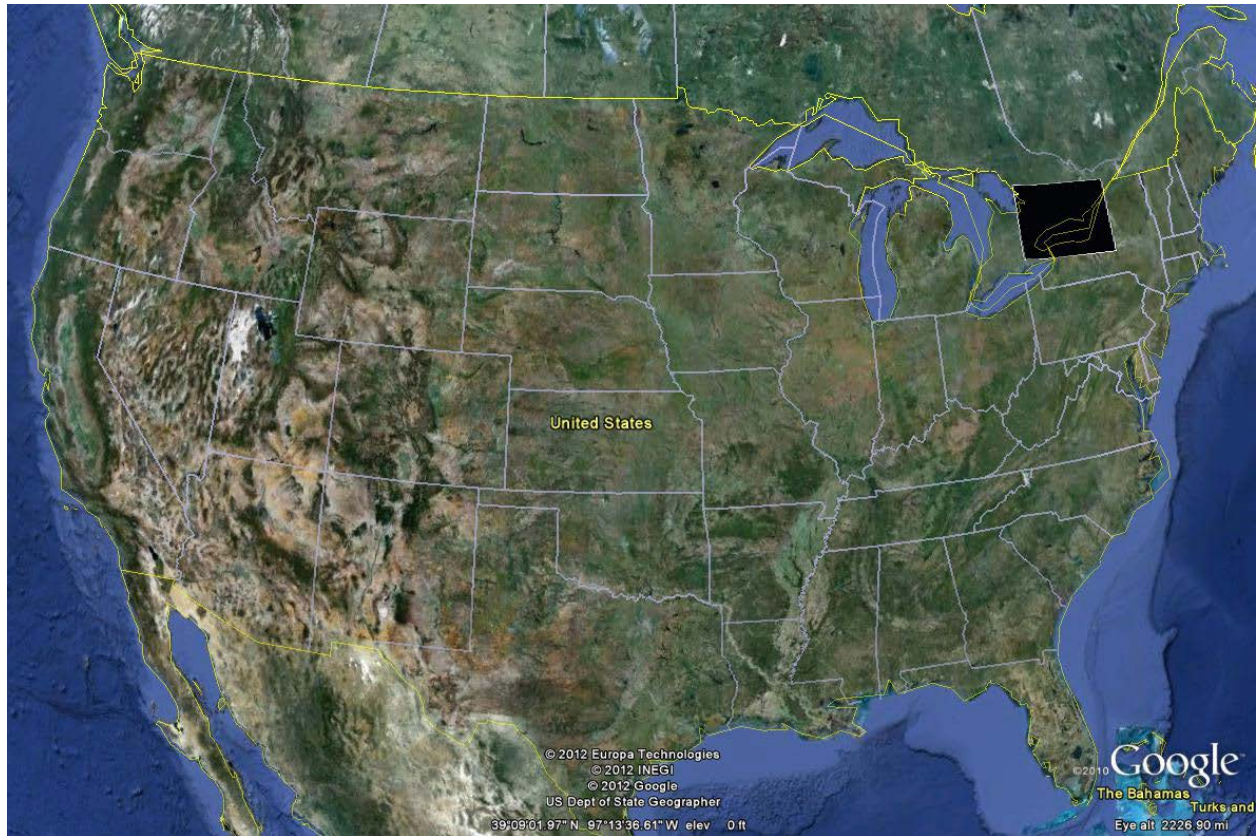 United States
© 2012 Europa Technologies
© 2012 INEGI
© 2012 Google
US Dept of State Geographer
39°09'01.97" N 97°13'36.61" W elev 0 ft
©2010 Google
The Bahamas
Turks and
Eye alt 2226.90 mi